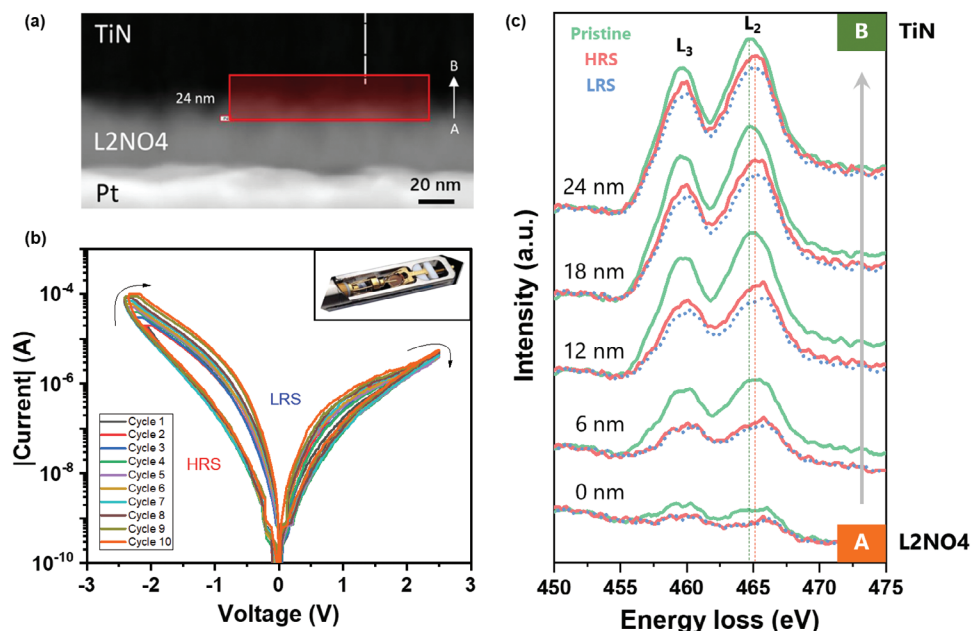 (a)
TiN
B
24 nm
A
L2NO4
Pt
20 nm
(b)
10⁻⁴
10⁻⁶
10⁻⁸
10⁻¹⁰
|Current| (A)
LRS
HRS
Cycle 1
Cycle 2
Cycle 3
Cycle 4
Cycle 5
Cycle 6
Cycle 7
Cycle 8
Cycle 9
Cycle 10
-3 -2 -1 0 1 2 3
Voltage (V)
(c)
Pristine
HRS
LRS
L₃
L₂
B
TiN
24 nm
18 nm
12 nm
6 nm
0 nm
A
L2NO4
Intensity (a.u.)
450 455 460 465 470 475
Energy loss (eV)